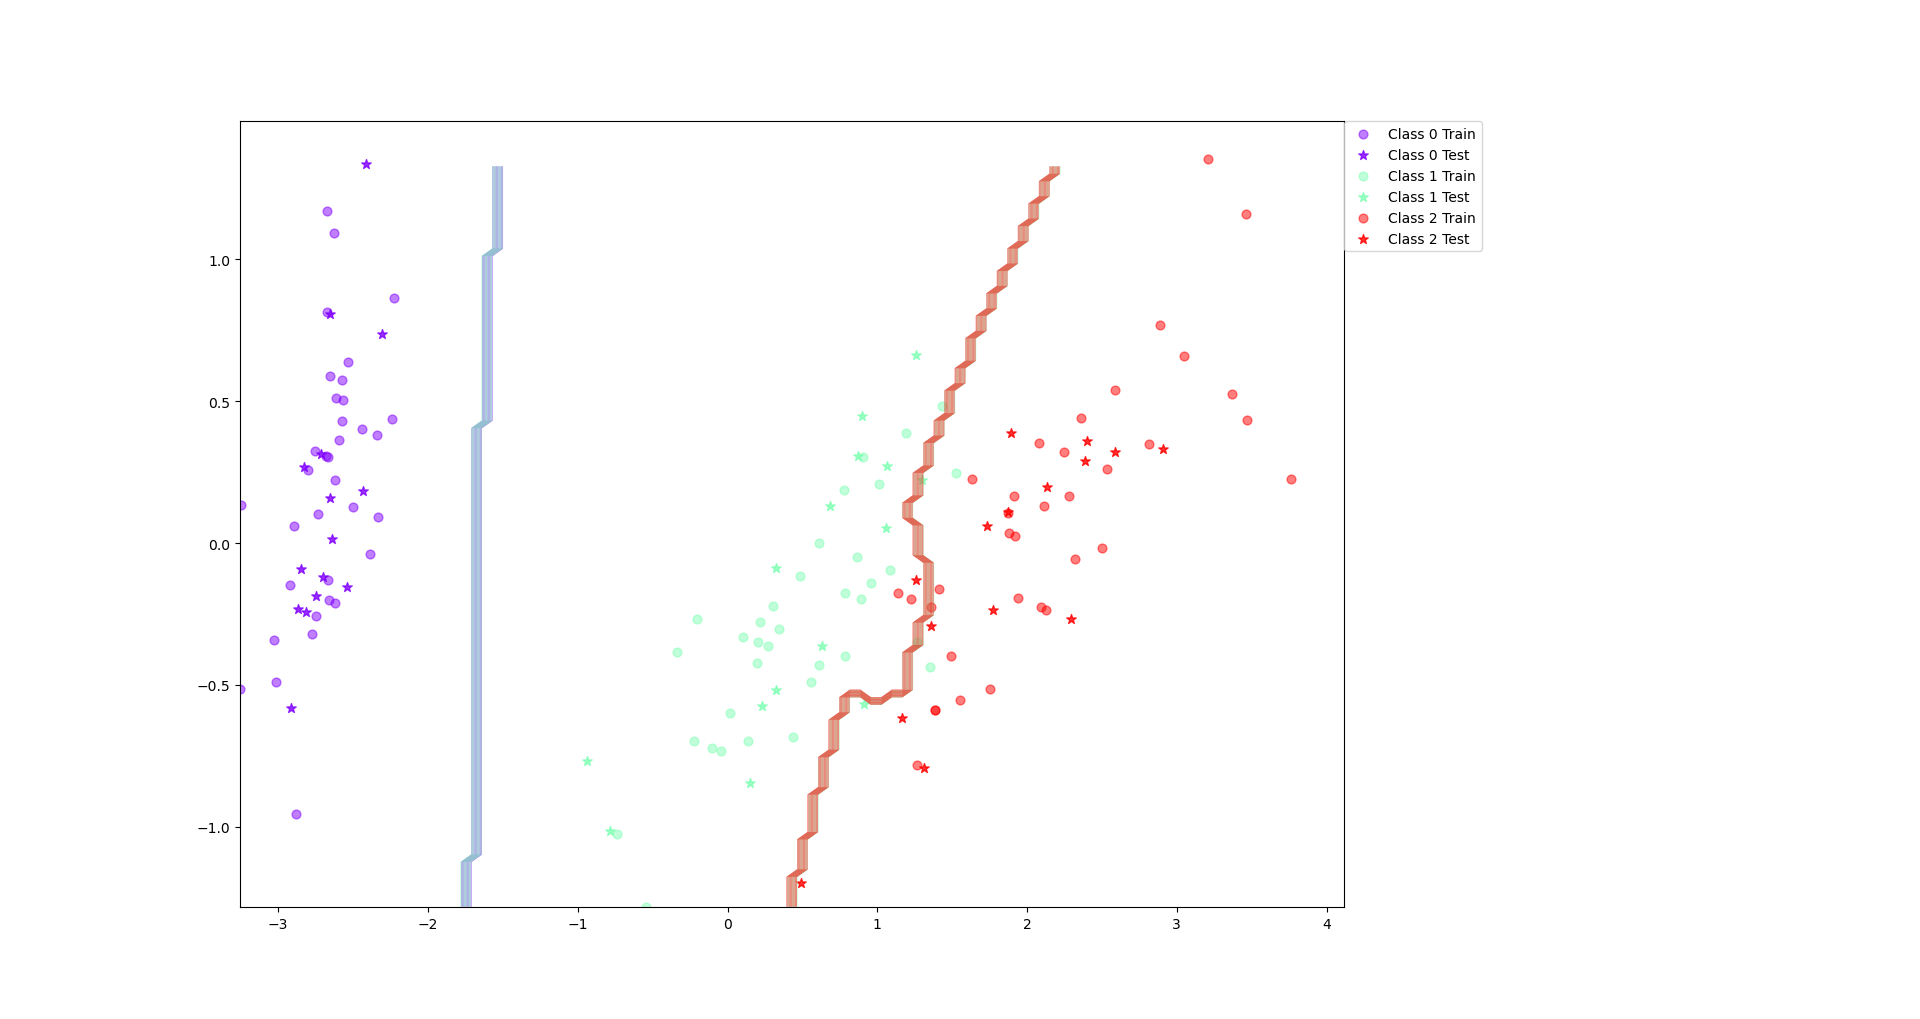 Class 0 Train
Class 0 Test
Class 1 Train
Class 1 Test
Class 2 Train
Class 2 Test
1.0
0.5
0.0
−0.5
−1.0
−3
−2
−1
0
1
2
3
4